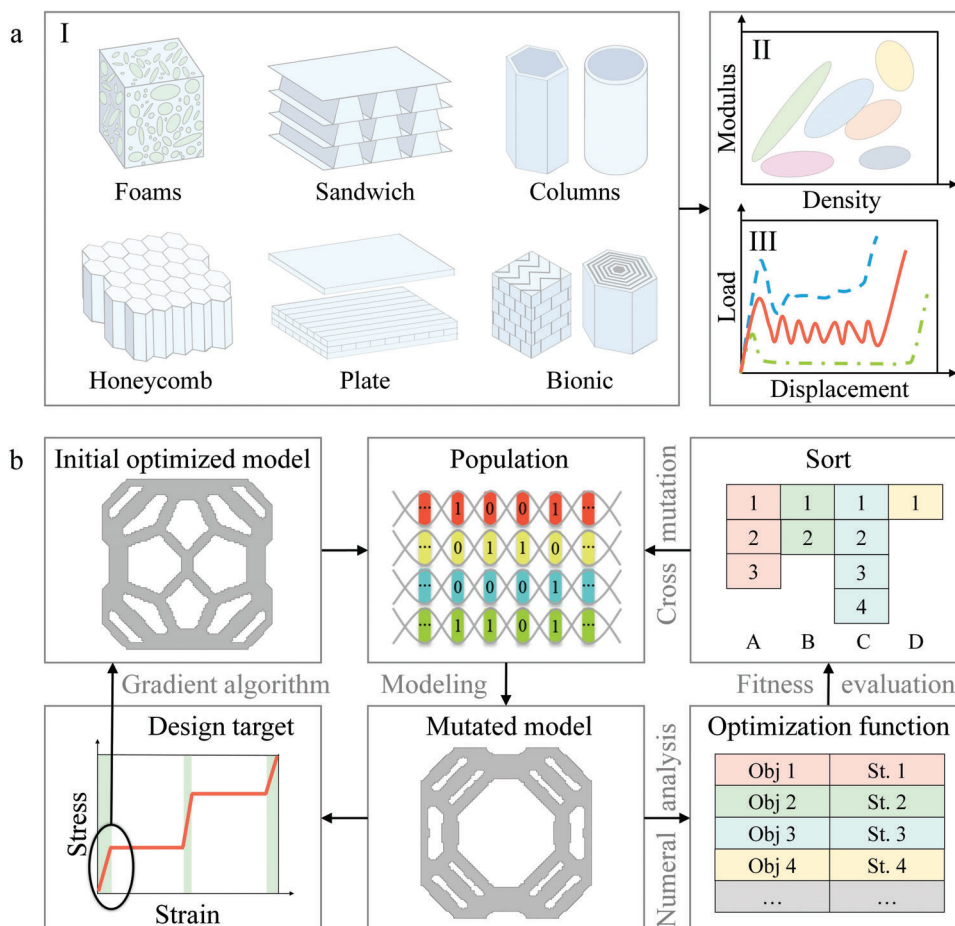 a
I
Foams
Sandwich
Columns
Honeycomb
Plate
Bionic
II
Modulus
Density
III
Load
Displacement
b
Initial optimized model
Population
... 1 0 0 1 ...
... 0 1 1 0 ...
... 0 0 0 1 ...
... 1 1 0 1 ...
Cross mutation
Sort
1 1 1 1
2 2 2
3 3
4
A B C D
Gradient algorithm
Modeling
Fitness evaluation
Design target
Stress
Strain
Mutated model
Numeral analysis
Optimization function
Obj 1 St. 1
Obj 2 St. 2
Obj 3 St. 3
Obj 4 St. 4
... ...